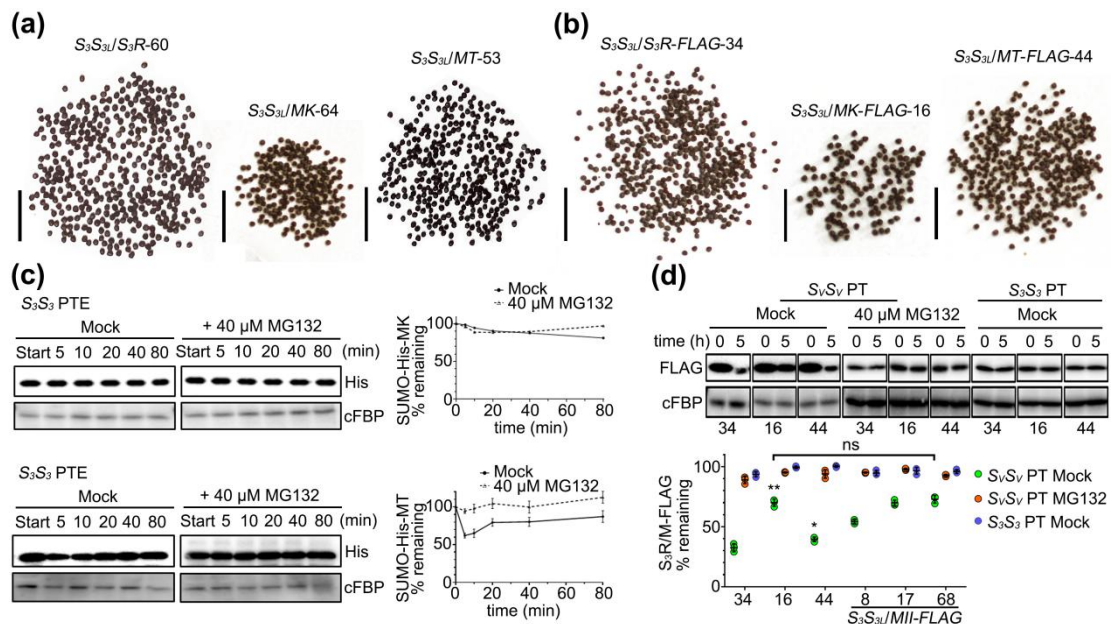 (a)
S₃S₃L/S₃R-60
S₃S₃L/MK-64
S₃S₃L/MT-53
(b)
S₃S₃L/S₃R-FLAG-34
S₃S₃L/MK-FLAG-16
S₃S₃L/MT-FLAG-44
(c)
S₃S₃ PTE
Mock
+ 40 µM MG132
Start 5 10 20 40 80
Start 5 10 20 40 80 (min)
His
cFBP
Mock
40 µM MG132
SUMO-His-MK
% remaining
100
50
0
0 20 40 60 80
time (min)
S₃S₃ PTE
Mock
+ 40 µM MG132
Start 5 10 20 40 80
Start 5 10 20 40 80 (min)
His
cFBP
Mock
40 µM MG132
SUMO-His-MT
% remaining
100
50
0
0 20 40 60 80
time (min)
(d)
SᵥSᵥ PT
S₃S₃ PT
Mock
40 µM MG132
Mock
time (h) 0 5 0 5 0 5 0 5 0 5 0 5 0 5 0 5 0 5
FLAG
cFBP
34 16 44 34 16 44 34 16 44
ns
S₃R/M-FLAG
% remaining
100
50
0
**
*
34 16 44 8 17 68
S₃S₃L/MII-FLAG
SᵥSᵥ PT Mock
SᵥSᵥ PT MG132
S₃S₃ PT Mock